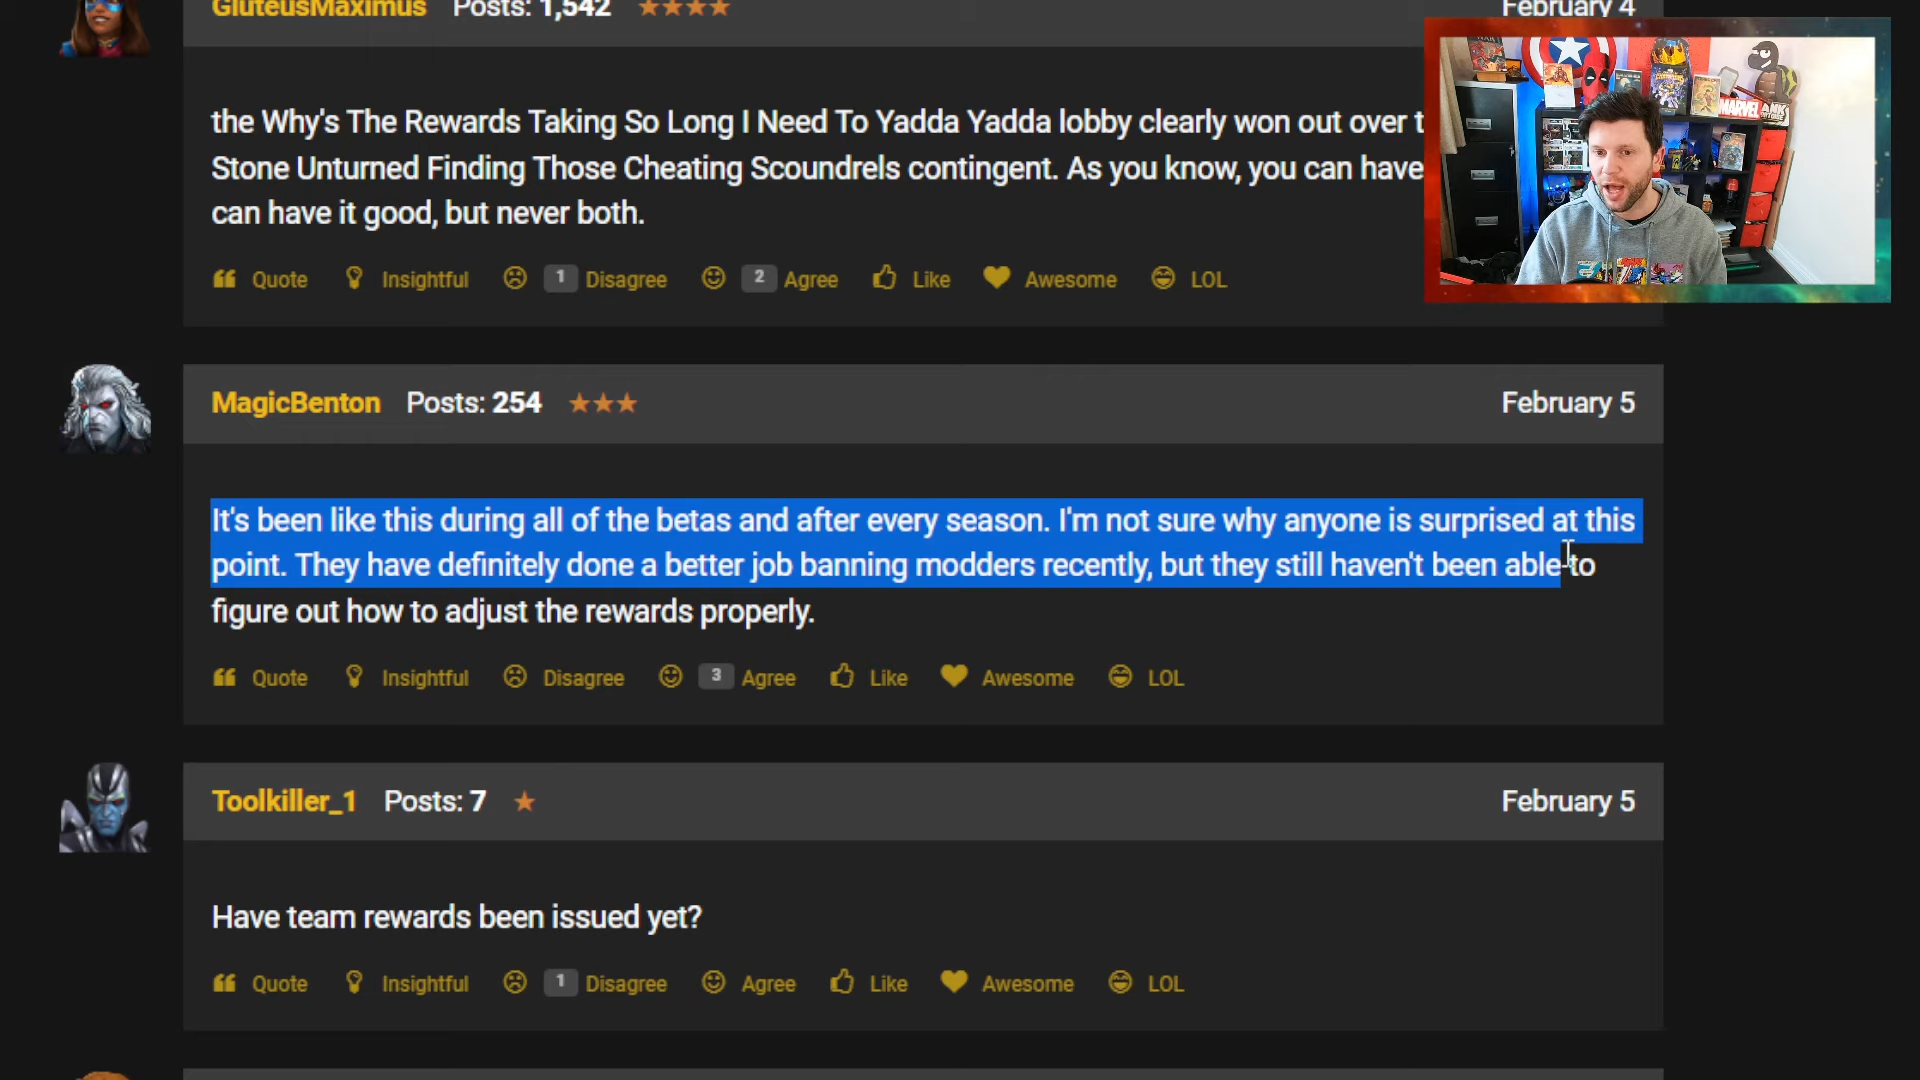 GluteusMaximus Posts: 1,542 February 4
the Why's The Rewards Taking So Long I Need To Yadda Yadda lobby clearly won out over t
Stone Unturned Finding Those Cheating Scoundrels contingent. As you know, you can have
can have it good, but never both.
Quote Insightful 1 Disagree 2 Agree Like Awesome LOL
MARVEL
MagicBenton Posts: 254 February 5
It's been like this during all of the betas and after every season. I'm not sure why anyone is surprised at this
point. They have definitely done a better job banning modders recently, but they still haven't been able to
figure out how to adjust the rewards properly.
Quote Insightful Disagree 3 Agree Like Awesome LOL
Toolkiller_1 Posts: 7 February 5
Have team rewards been issued yet?
Quote Insightful 1 Disagree Agree Like Awesome LOL